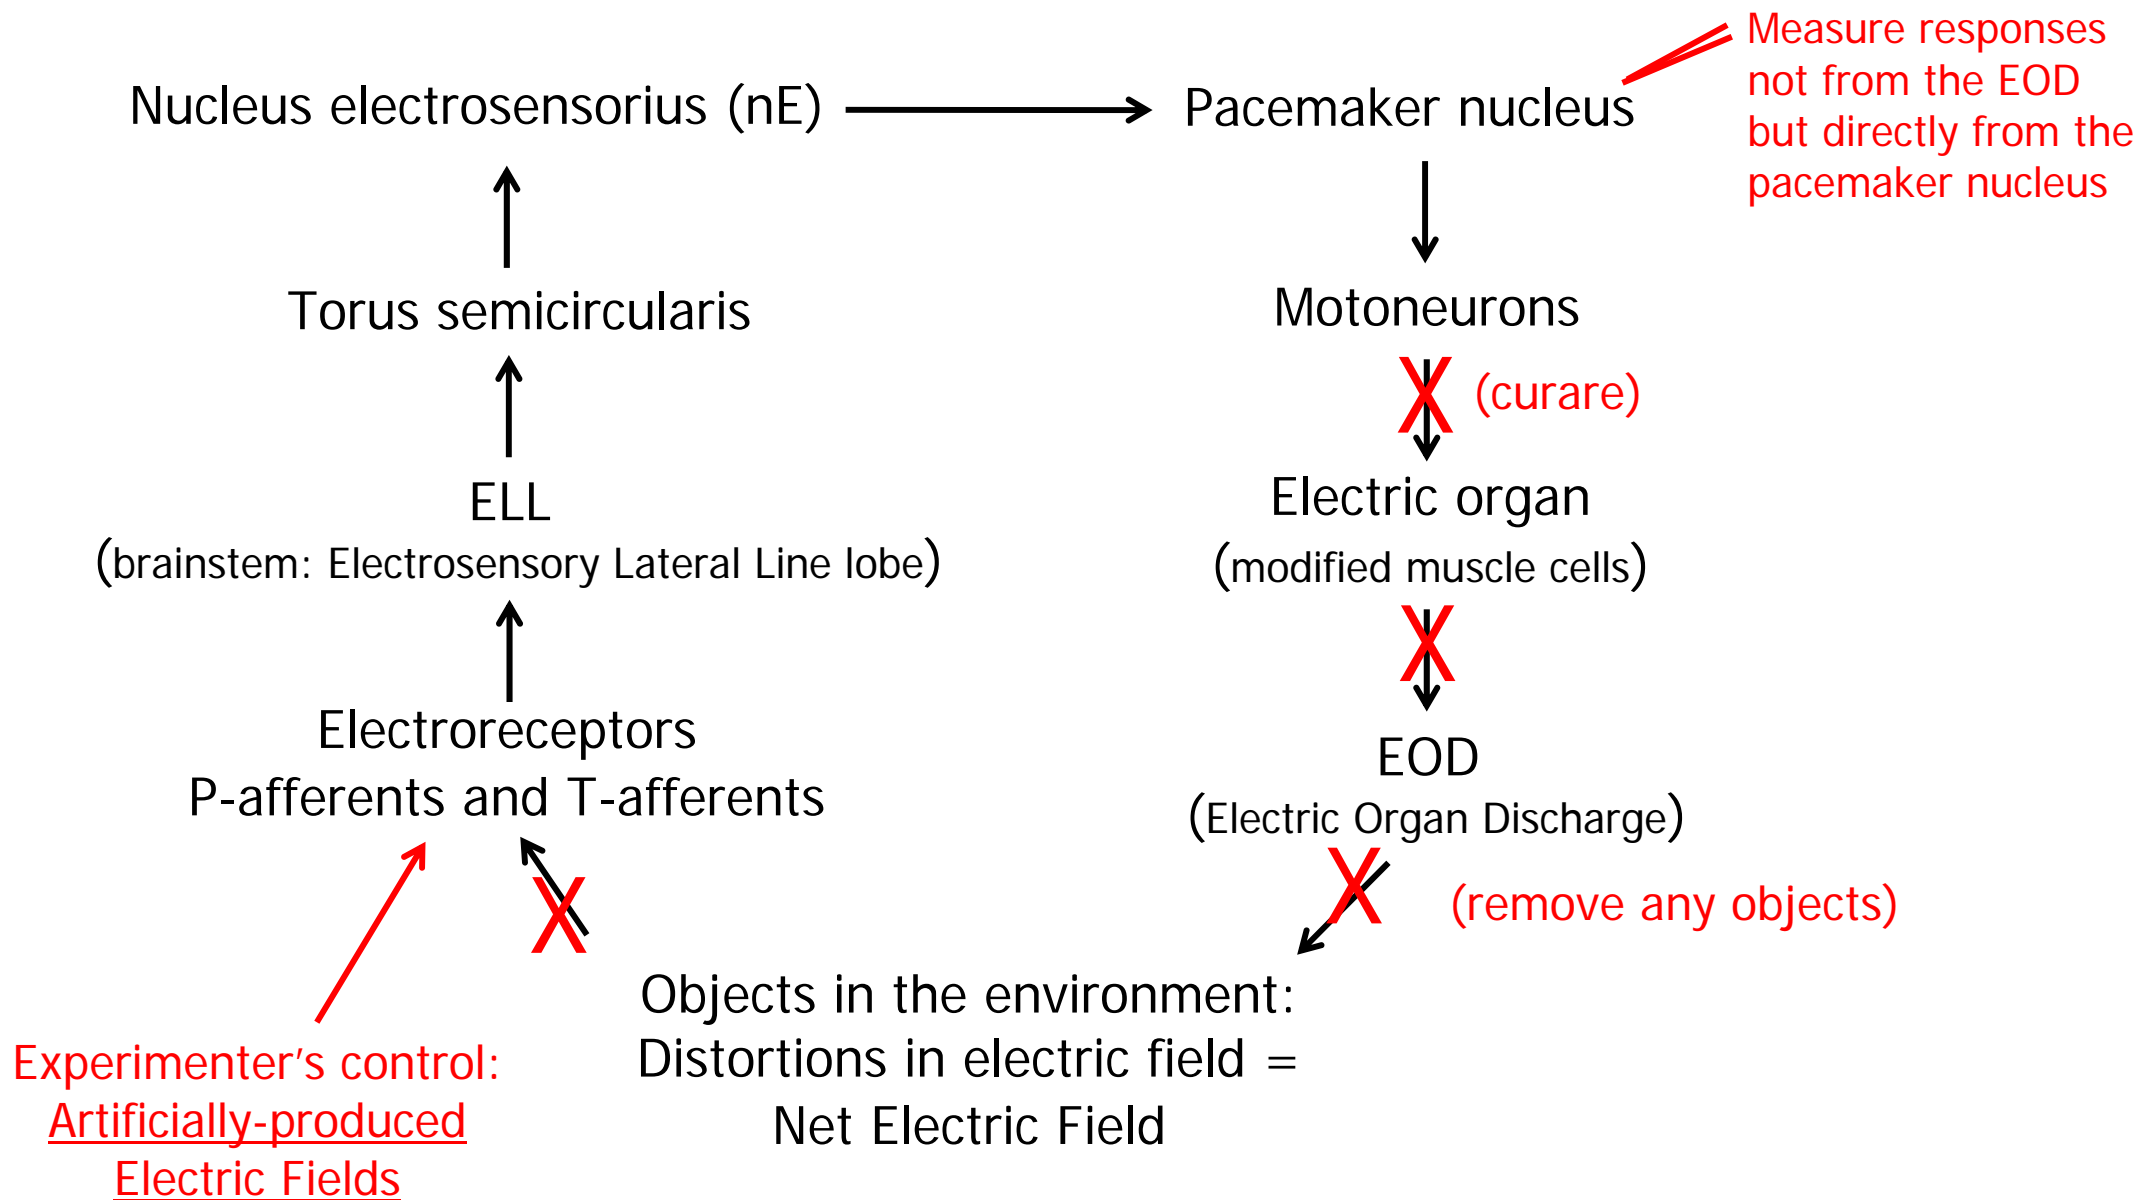 Measure responses
not from the EOD
but directly from the
pacemaker nucleus
Nucleus electrosensorius (nE)
Pacemaker nucleus
Torus semicircularis
Motoneurons
X (curare)
ELL
(brainstem: Electrosensory Lateral Line lobe)
Electric organ
(modified muscle cells)
X
Electroreceptors
P-afferents and T-afferents
EOD
(Electric Organ Discharge)
X
X (remove any objects)
Objects in the environment:
Distortions in electric field =
Net Electric Field
Experimenter's control:
Artificially-produced
Electric Fields